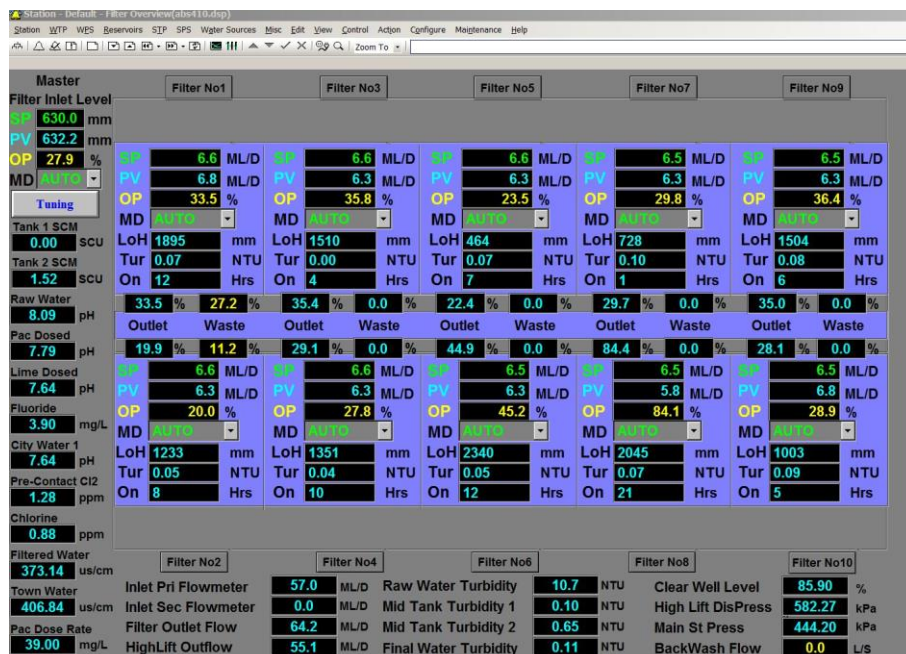 Station - Default - Filter Overview(abs410.dsp)
Station WTP WPS Reservoirs STP SPS Water Sources Misc Edit View Control Action Configure Maintenance Help
Zoom To
Master
Filter Inlet Level
SP 630.0 mm
PV 632.2 mm
OP 27.9 %
MD AUTO
Tuning
Tank 1 SCM
0.00 SCU
Tank 2 SCM
1.52 SCU
Raw Water
8.09 pH
Pac Dosed
7.79 pH
Lime Dosed
7.64 pH
Fluoride
3.90 mg/L
City Water 1
7.64 pH
Pre-Contact Cl2
1.28 ppm
Chlorine
0.88 ppm
Filtered Water
373.14 us/cm
Town Water
406.84 us/cm
Pac Dose Rate
39.00 mg/L
Filter No1 Filter No3 Filter No5 Filter No7 Filter No9
SP 6.6 ML/D SP 6.6 ML/D SP 6.6 ML/D SP 6.5 ML/D SP 6.5 ML/D
PV 6.8 ML/D PV 6.3 ML/D PV 6.3 ML/D PV 6.3 ML/D PV 6.3 ML/D
OP 33.5 % OP 35.8 % OP 23.5 % OP 29.8 % OP 36.4 %
MD AUTO MD AUTO MD AUTO MD AUTO MD AUTO
LoH 1895 mm LoH 1510 mm LoH 464 mm LoH 728 mm LoH 1504 mm
Tur 0.07 NTU Tur 0.00 NTU Tur 0.07 NTU Tur 0.10 NTU Tur 0.08 NTU
On 12 Hrs On 4 Hrs On 7 Hrs On 1 Hrs On 6 Hrs
33.5 % 27.2 % 35.4 % 0.0 % 22.4 % 0.0 % 29.7 % 0.0 % 35.0 % 0.0 %
Outlet Waste Outlet Waste Outlet Waste Outlet Waste Outlet Waste
19.9 % 11.2 % 29.1 % 0.0 % 44.9 % 0.0 % 84.4 % 0.0 % 28.1 % 0.0 %
SP 6.6 ML/D SP 6.6 ML/D SP 6.5 ML/D SP 6.5 ML/D SP 6.5 ML/D
PV 6.3 ML/D PV 6.3 ML/D PV 6.3 ML/D PV 5.8 ML/D PV 6.8 ML/D
OP 20.0 % OP 27.8 % OP 45.2 % OP 84.1 % OP 28.9 %
MD AUTO MD AUTO MD AUTO MD AUTO MD AUTO
LoH 1233 mm LoH 1351 mm LoH 2340 mm LoH 2045 mm LoH 1003 mm
Tur 0.05 NTU Tur 0.04 NTU Tur 0.05 NTU Tur 0.07 NTU Tur 0.09 NTU
On 8 Hrs On 10 Hrs On 12 Hrs On 21 Hrs On 5 Hrs
Filter No2 Filter No4 Filter No6 Filter No8 Filter No10
Inlet Pri Flowmeter 57.0 ML/D Raw Water Turbidity 10.7 NTU Clear Well Level 85.90 %
Inlet Sec Flowmeter 0.0 ML/D Mid Tank Turbidity 1 0.10 NTU High Lift DisPress 582.27 kPa
Filter Outlet Flow 64.2 ML/D Mid Tank Turbidity 2 0.65 NTU Main St Press 444.20 kPa
HighLift Outflow 55.1 ML/D Final Water Turbidity 0.11 NTU BackWash Flow 0.0 L/S